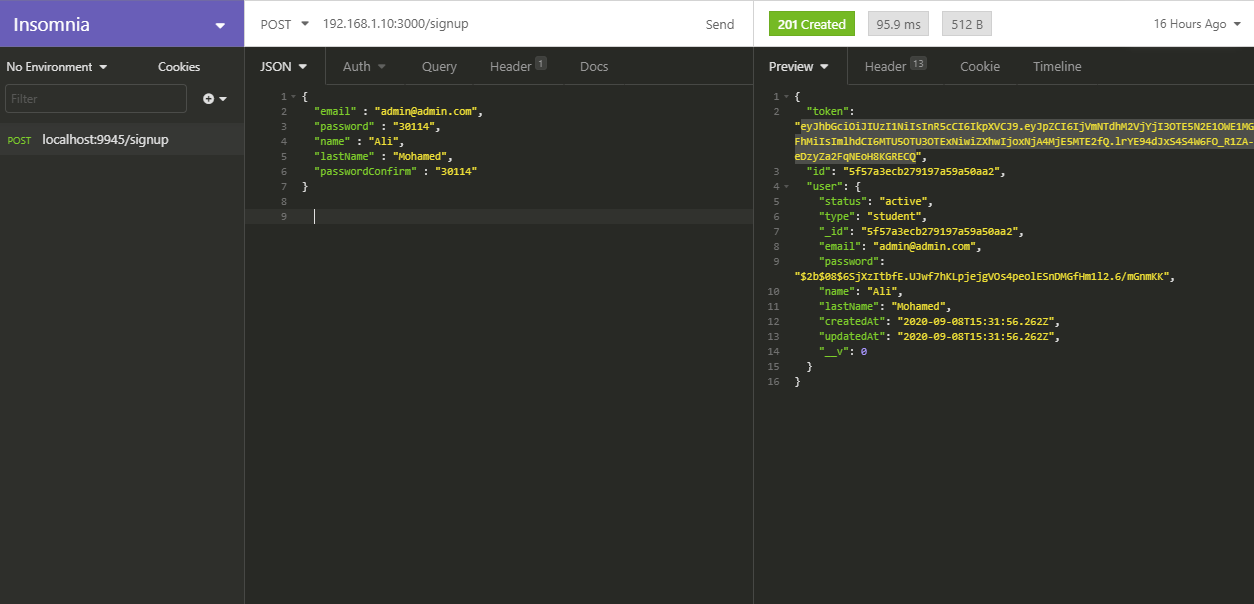 Insomnia
POST 192.168.1.10:3000/signup Send
201 Created 95.9 ms 512 B 16 Hours Ago
No Environment Cookies
JSON Auth Query Header 1 Docs
Preview Header 13 Cookie Timeline
Filter
POST localhost:9945/signup
1 {
2 "email" : "admin@admin.com",
3 "password" : "30114",
4 "name" : "Ali",
5 "lastName" : "Mohamed",
6 "passwordConfirm" : "30114"
7 }
8
9
1 {
2 "token":
"eyJhbGciOiJIUzI1NiIsInR5cCI6IkpXVCJ9.eyJpZCI6IjVmNTdhM2VjYjI3OTE5N2E1OWE1MG
FhMiIsImlhdCI6MTU5OTU3OTExNiwiZXhwIjoxNjA4MjE5MTE2fQ.lrYE94dJxS4S4W6FO_R1ZA-
eDzyZa2FqNEoH8KGRECQ",
3 "id": "5f57a3ecb279197a59a50aa2",
4 "user": {
5 "status": "active",
6 "type": "student",
7 "_id": "5f57a3ecb279197a59a50aa2",
8 "email": "admin@admin.com",
9 "password":
"$2b$08$6SjXzItbfE.UJwf7hKLpjejgVOs4peolESnDMGfHm1l2.6/mGnmKK",
10 "name": "Ali",
11 "lastName": "Mohamed",
12 "createdAt": "2020-09-08T15:31:56.262Z",
13 "updatedAt": "2020-09-08T15:31:56.262Z",
14 "__v": 0
15 }
16 }